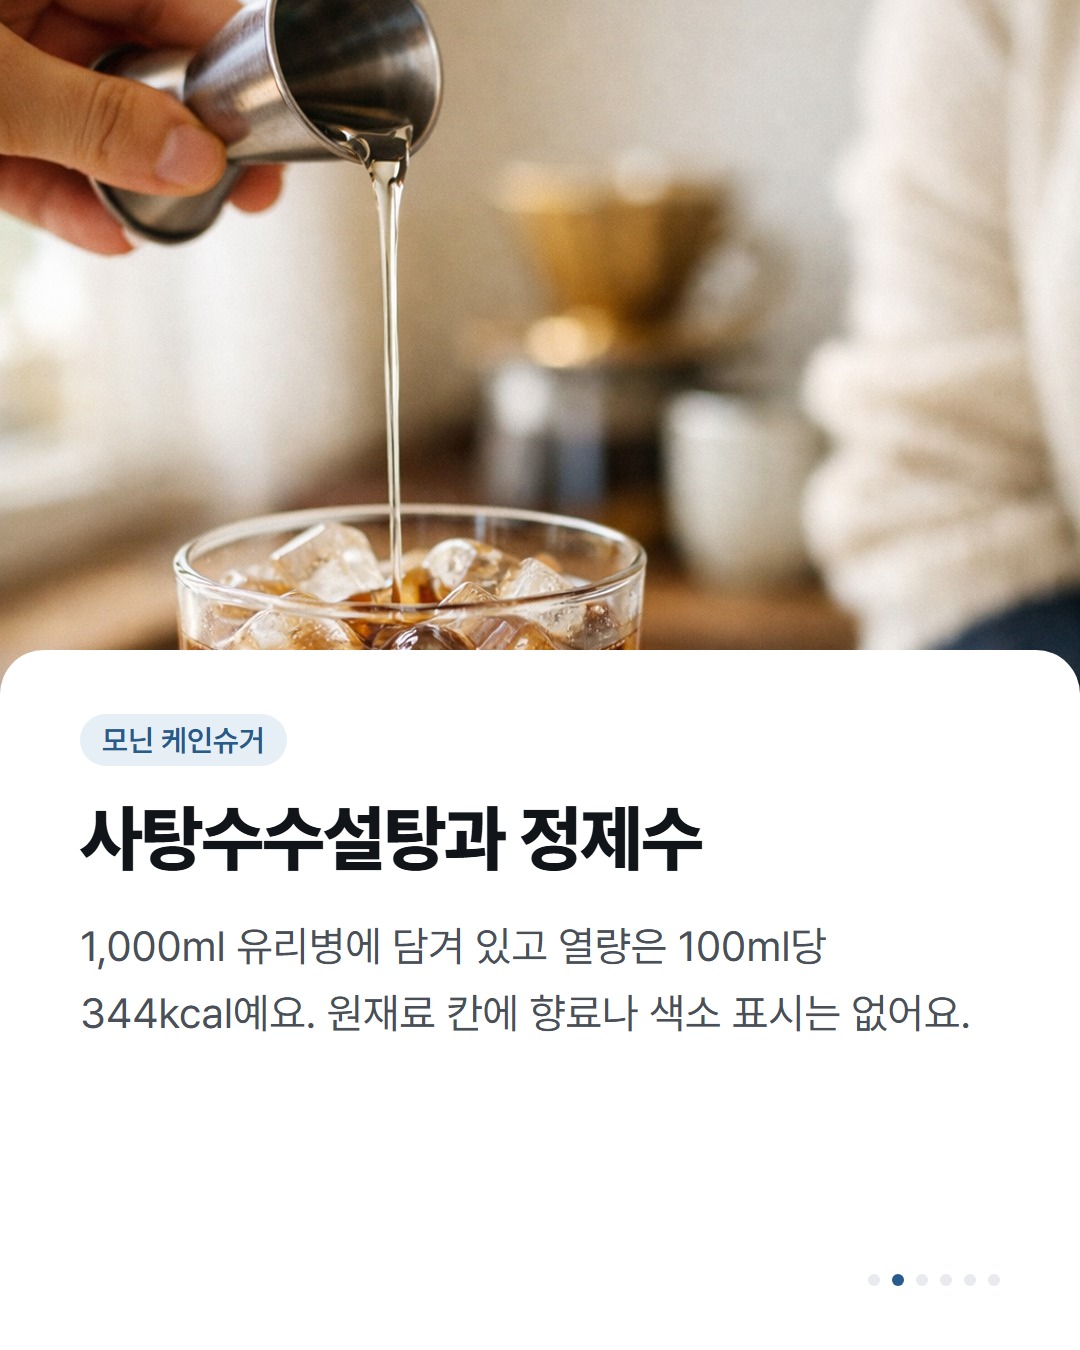 모닌 케인슈거
사탕수수설탕과 정제수
1,000ml 유리병에 담겨 있고 열량은 100ml당
344kcal예요. 원재료 칸에 향료나 색소 표시는 없어요.